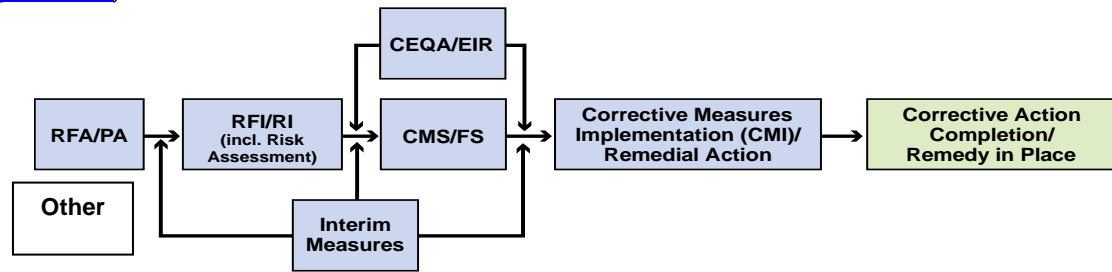 CEQA/EIR
RFA/PA
RFI/RI
(incl. Risk
Assessment)
CMS/FS
Corrective Measures
Implementation (CMI)/
Remedial Action
Corrective Action
Completion/
Remedy in Place
Other
Interim
Measures